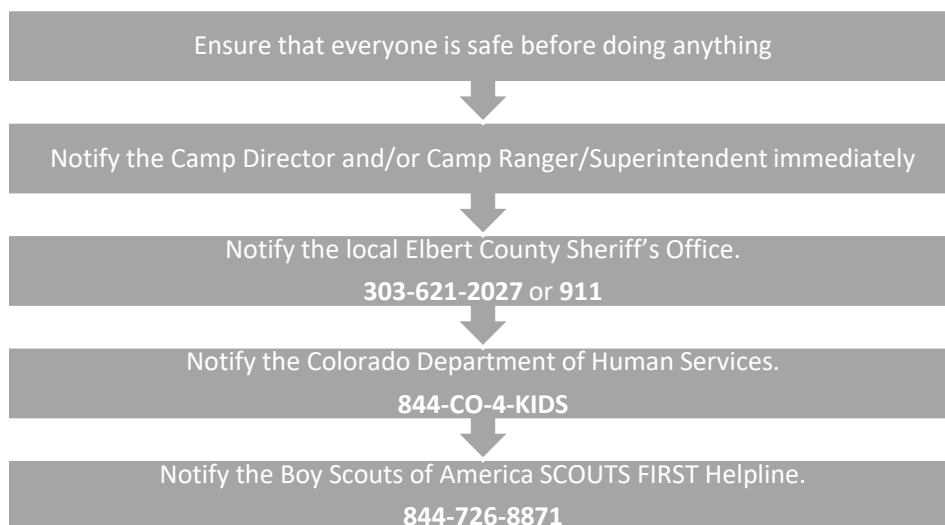 Ensure that everyone is safe before doing anything
Notify the Camp Director and/or Camp Ranger/Superintendent immediately
Notify the local Elbert County Sheriff’s Office.
303-621-2027 or 911
Notify the Colorado Department of Human Services.
844-CO-4-KIDS
Notify the Boy Scouts of America SCOUTS FIRST Helpline.
844-726-8871